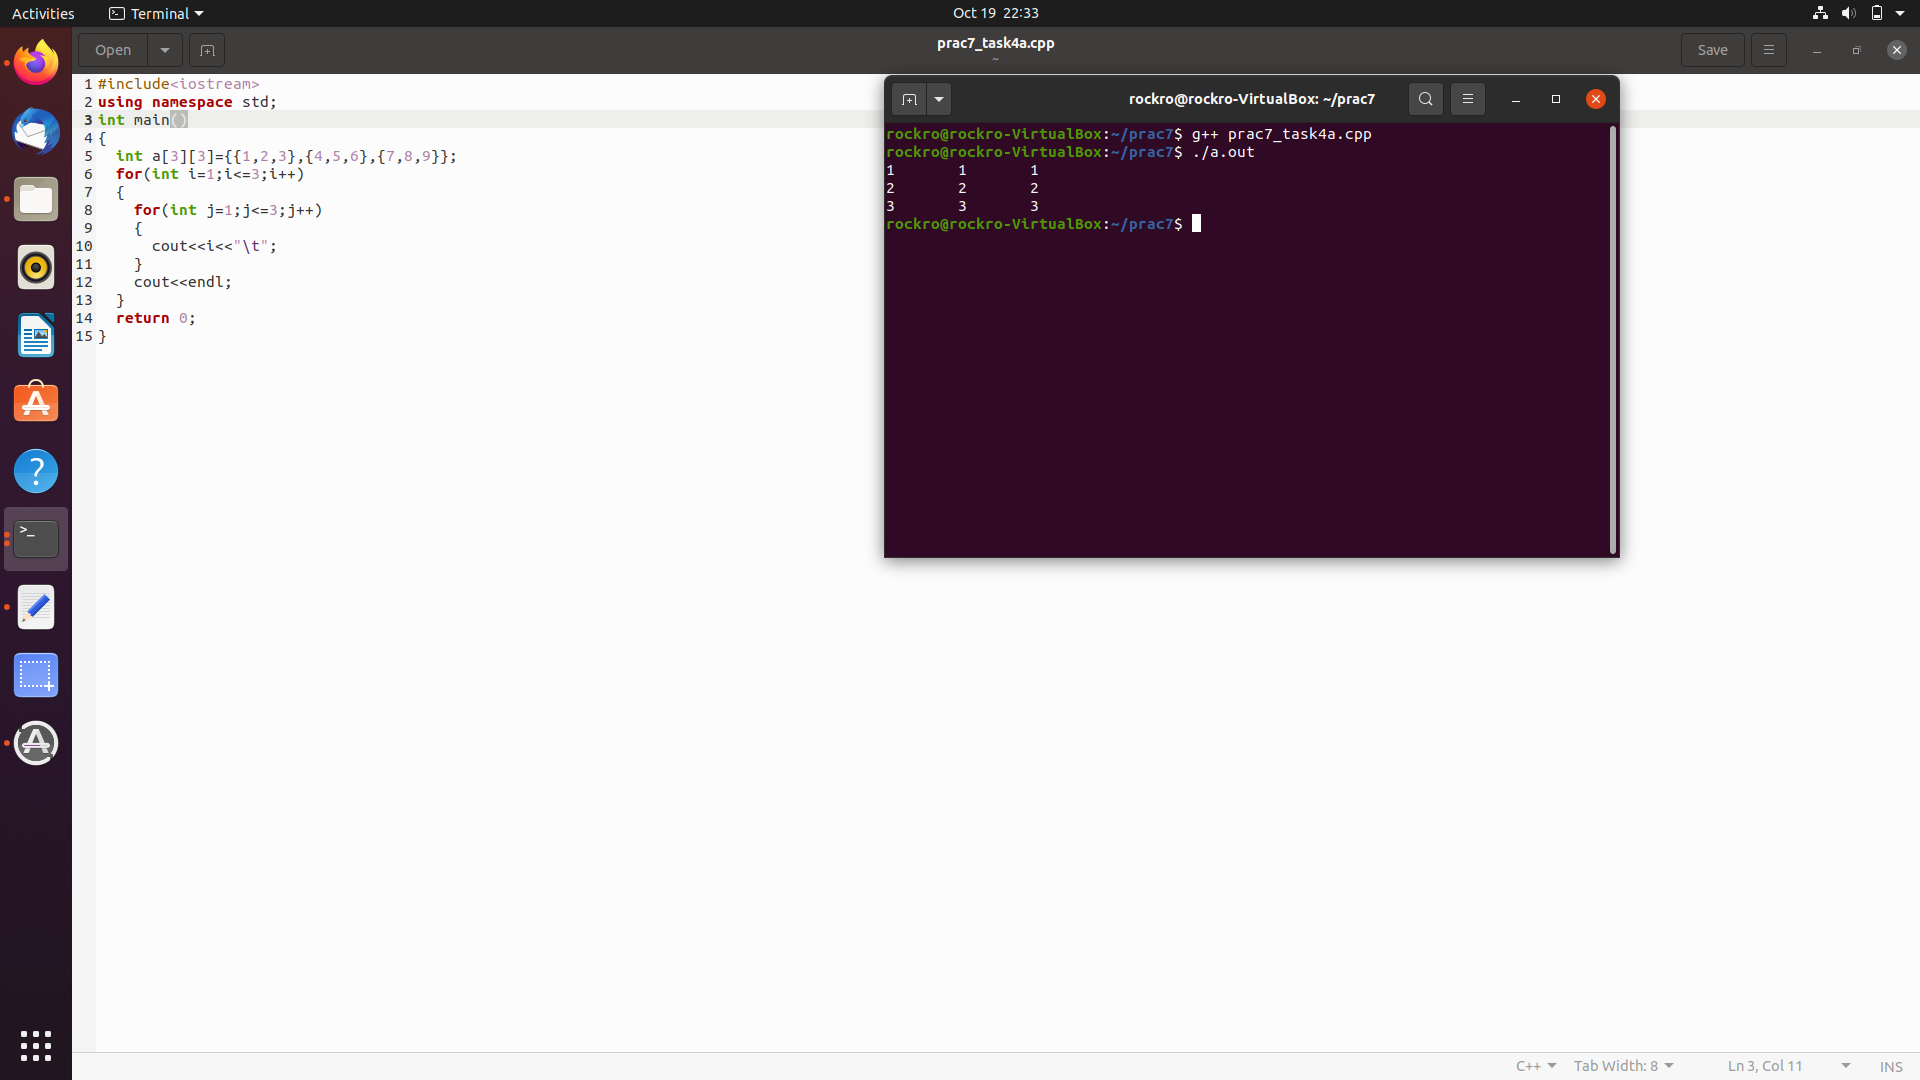 Activities
Terminal
Oct 19 22:33
Open
prac7_task4a.cpp
~
Save
1 #include<iostream>
2 using namespace std;
3 int main()
4 {
5   int a[3][3]={{1,2,3},{4,5,6},{7,8,9}};
6   for(int i=1;i<=3;i++)
7   {
8     for(int j=1;j<=3;j++)
9     {
10       cout<<i<<"\t";
11     }
12     cout<<endl;
13   }
14   return 0;
15 }
rockro@rockro-VirtualBox: ~/prac7
rockro@rockro-VirtualBox:~/prac7$ g++ prac7_task4a.cpp
rockro@rockro-VirtualBox:~/prac7$ ./a.out
1       1       1
2       2       2
3       3       3
rockro@rockro-VirtualBox:~/prac7$
C++
Tab Width: 8
Ln 3, Col 11
INS